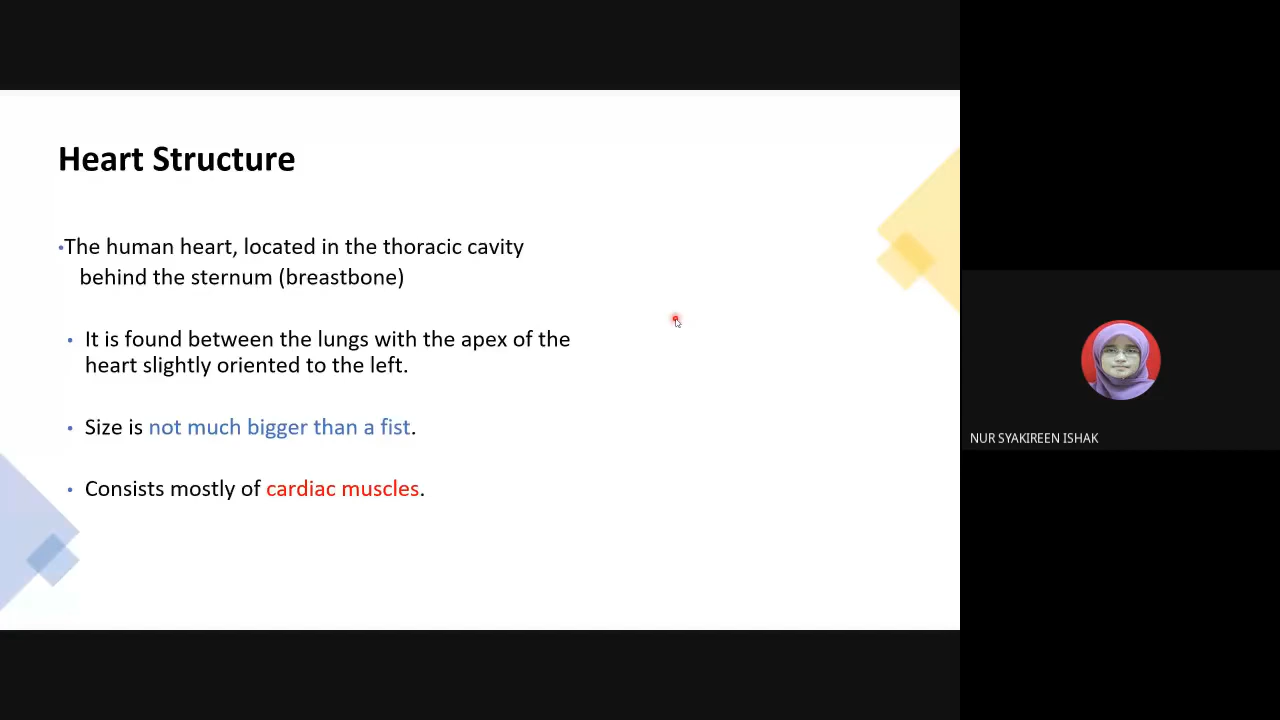 Heart Structure
•The human heart, located in the thoracic cavity
behind the sternum (breastbone)
• It is found between the lungs with the apex of the
heart slightly oriented to the left.
• Size is not much bigger than a fist.
• Consists mostly of cardiac muscles.
NUR SYAKIREEN ISHAK